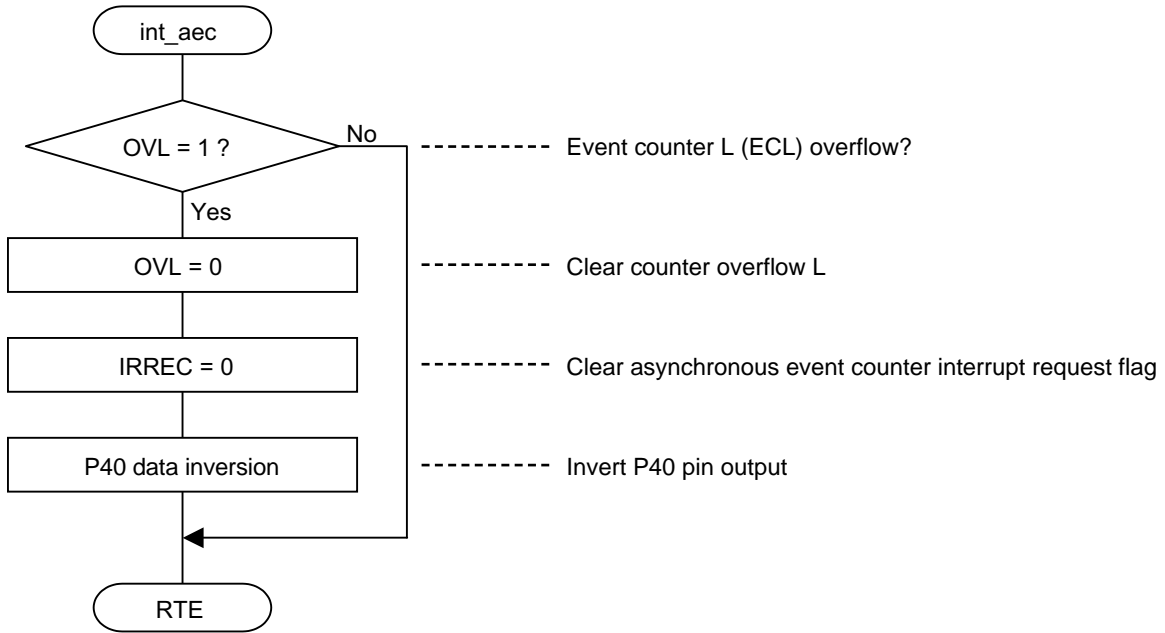 int_aec
OVL = 1 ?
No
Event counter L (ECL) overflow?
Yes
OVL = 0
Clear counter overflow L
IRREC = 0
Clear asynchronous event counter interrupt request flag
P40 data inversion
Invert P40 pin output
RTE